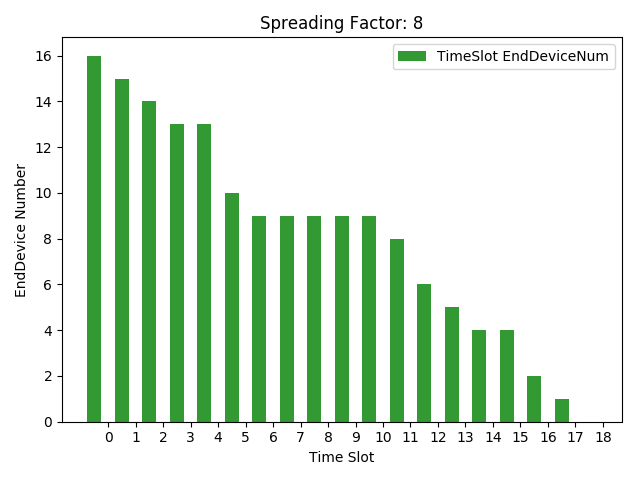 Spreading Factor: 8
TimeSlot EndDeviceNum
EndDevice Number
16
14
12
10
8
6
4
2
0
0 1 2 3 4 5 6 7 8 9 10 11 12 13 14 15 16 17 18
Time Slot